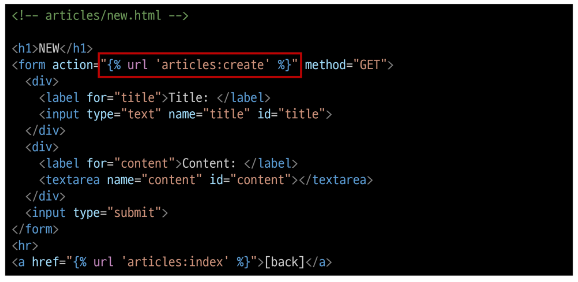 <!-- articles/new.html -->
<h1>NEW</h1>
<form action="{% url 'articles:create' %}" method="GET">
<div>
<label for="title">Title: </label>
<input type="text" name="title" id="title">
</div>
<div>
<label for="content">Content: </label>
<textarea name="content" id="content"></textarea>
</div>
<input type="submit">
</form>
<hr>
<a href="{% url 'articles:index' %}">[back]</a>